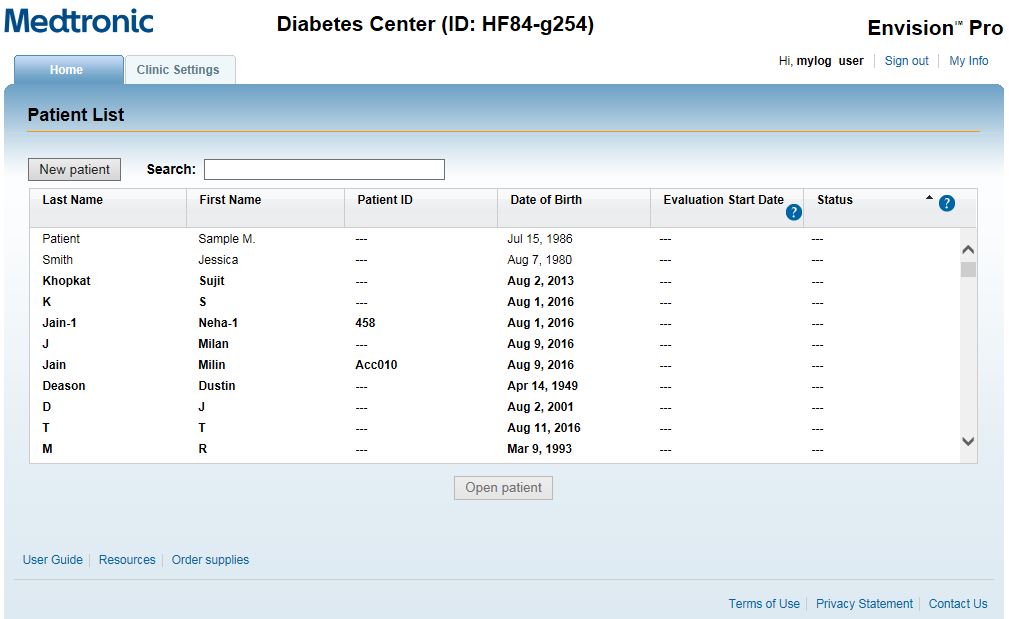 Medtronic
Diabetes Center (ID: HF84-g254)
Envision™ Pro
Hi, mylog user Sign out My Info
Home Clinic Settings
Patient List
New patient Search:
Last Name First Name Patient ID Date of Birth Evaluation Start Date ? Status ?
Patient Sample M. --- Jul 15, 1986 --- ---
Smith Jessica --- Aug 7, 1980 --- ---
Khopkat Sujit --- Aug 2, 2013 --- ---
K S --- Aug 1, 2016 --- ---
Jain-1 Neha-1 458 Aug 1, 2016 --- ---
J Milan --- Aug 9, 2016 --- ---
Jain Milin Acc010 Aug 9, 2016 --- ---
Deason Dustin --- Apr 14, 1949 --- ---
D J --- Aug 2, 2001 --- ---
T T --- Aug 11, 2016 --- ---
M R --- Mar 9, 1993 --- ---
Open patient
User Guide Resources Order supplies
Terms of Use Privacy Statement Contact Us